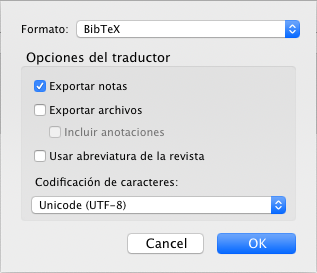 Formato: BibTeX
Opciones del traductor
Exportar notas
Exportar archivos
Incluir anotaciones
Usar abreviatura de la revista
Codificación de caracteres:
Unicode (UTF-8)
Cancel OK